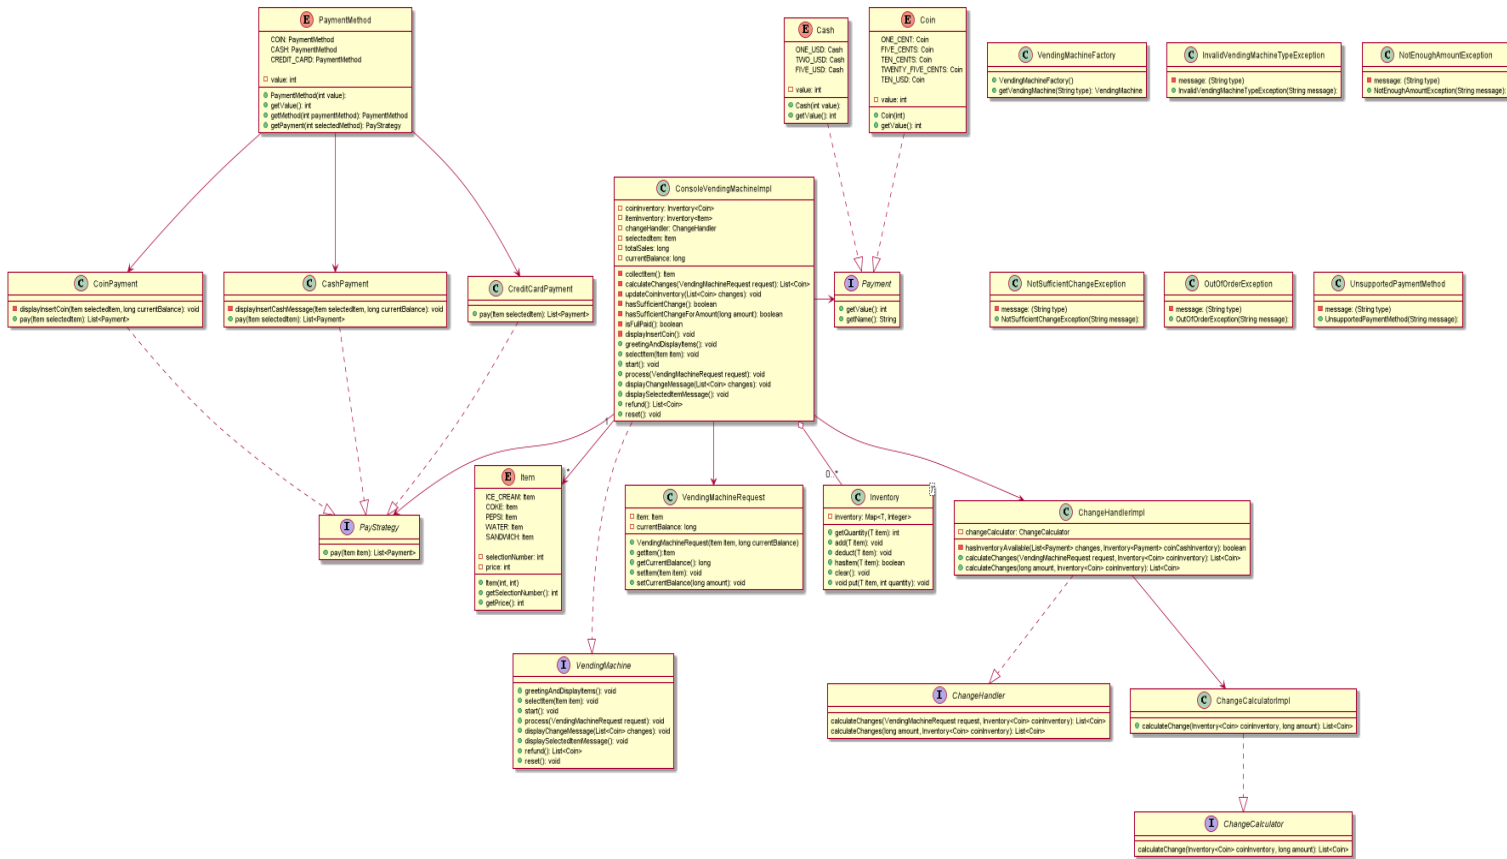 E PaymentMethod
COIN: PaymentMethod
CASH: PaymentMethod
CREDIT_CARD: PaymentMethod
value: int
PaymentMethod(int value):
getValue(): int
getMethod(int paymentMethod): PaymentMethod
getPayment(int selectedMethod): PayStrategy
E Cash
ONE_USD: Cash
TWO_USD: Cash
FIVE_USD: Cash
value: int
Cash(int value):
getValue(): int
E Coin
ONE_CENT: Coin
FIVE_CENTS: Coin
TEN_CENTS: Coin
TWENTY_FIVE_CENTS: Coin
TEN_USD: Coin
value: int
Coin(int)
getValue(): int
C VendingMachineFactory
VendingMachineFactory()
getVendingMachine(String type): VendingMachine
C InvalidVendingMachineTypeException
message: (String type)
InvalidVendingMachineTypeException(String message):
C NotEnoughAmountException
message: (String type)
NotEnoughAmountException(String message):
C ConsoleVendingMachineImpl
coinInventory: Inventory<Coin>
itemInventory: Inventory<Item>
changeHandler: ChangeHandler
selectedItem: Item
totalSales: long
currentBalance: long
collectItem(): Item
calculateChanges(VendingMachineRequest request): List<Coin>
updateCoinInventory(List<Coin> changes): void
hasSufficientChange(): boolean
hasSufficientChangeForAmount(long amount): boolean
isFullPaid(): boolean
displayInsertCoin(): void
greetingAndDisplayItems(): void
selectItem(Item item): void
start(): void
process(VendingMachineRequest request): void
displayChangeMessage(List<Coin> changes): void
displaySelectedItemMessage(): void
refund(): List<Coin>
reset(): void
C CoinPayment
displayInsertCoin(Item selectedItem, long currentBalance): void
pay(Item selectedItem): List<Payment>
C CashPayment
displayInsertCashMessage(Item selectedItem, long currentBalance): void
pay(Item selectedItem): List<Payment>
C CreditCardPayment
pay(Item selectedItem): List<Payment>
I Payment
getValue(): int
getName(): String
C NotSufficientChangeException
message: (String type)
NotSufficientChangeException(String message):
C OutOfOrderException
message: (String type)
OutOfOrderException(String message):
C UnsupportedPaymentMethod
message: (String type)
UnsupportedPaymentMethod(String message):
1
*
0..*
I PayStrategy
pay(Item item): List<Payment>
E Item
ICE_CREAM: Item
COKE: Item
PEPSI: Item
WATER: Item
SANDWICH: Item
selectionNumber: int
price: int
Item(int, int)
getSelectionNumber(): int
getPrice(): int
C VendingMachineRequest
item: Item
currentBalance: long
VendingMachineRequest(Item item, long currentBalance)
getItem():Item
getCurrentBalance(): long
setItem(Item item): void
setCurrentBalance(long amount): void
C Inventory
T
inventory: Map<T, Integer>
getQuantity(T item): int
add(T item): void
deduct(T item): void
hasItem(T item): boolean
clear(): void
void put(T item, int quantity): void
C ChangeHandlerImpl
changeCalculator: ChangeCalculator
hasInventoryAvailable(List<Payment> changes, Inventory<Payment> coinCashInventory): boolean
calculateChanges(VendingMachineRequest request, Inventory<Coin> coinInventory): List<Coin>
calculateChanges(long amount, Inventory<Coin> coinInventory): List<Coin>
I VendingMachine
greetingAndDisplayItems(): void
selectItem(Item item): void
start(): void
process(VendingMachineRequest request): void
displayChangeMessage(List<Coin> changes): void
displaySelectedItemMessage(): void
refund(): List<Coin>
reset(): void
I ChangeHandler
calculateChanges(VendingMachineRequest request, Inventory<Coin> coinInventory): List<Coin>
calculateChanges(long amount, Inventory<Coin> coinInventory): List<Coin>
C ChangeCalculatorImpl
calculateChange(Inventory<Coin> coinInventory, long amount): List<Coin>
I ChangeCalculator
calculateChange(Inventory<Coin> coinInventory, long amount): List<Coin>